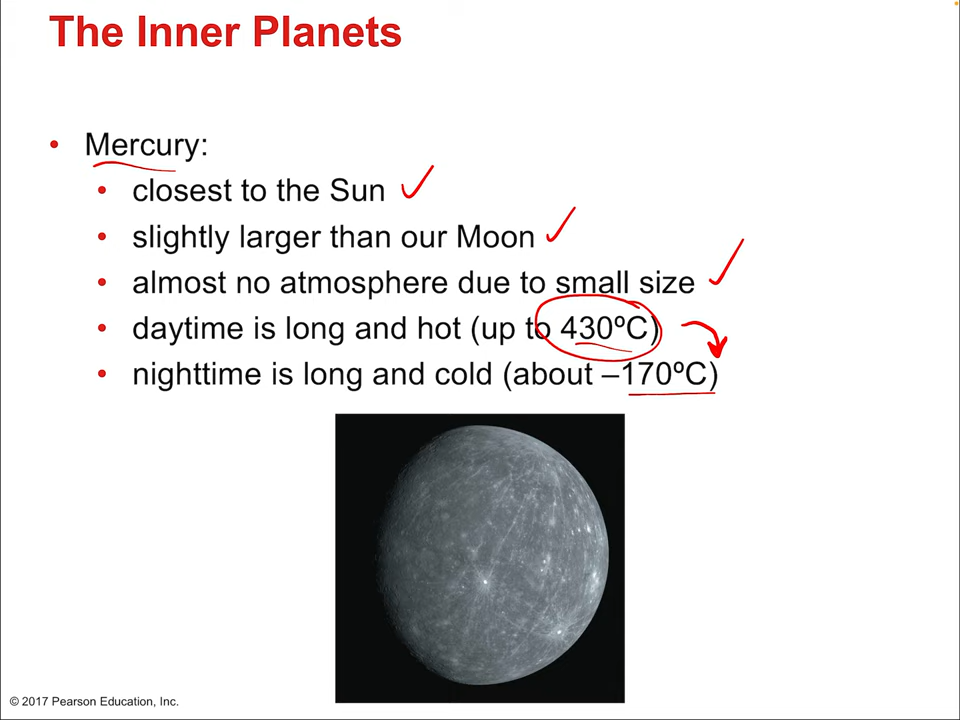 The Inner Planets
• Mercury:
• closest to the Sun
• slightly larger than our Moon
• almost no atmosphere due to small size
• daytime is long and hot (up to 430ºC)
• nighttime is long and cold (about –170ºC)
© 2017 Pearson Education, Inc.